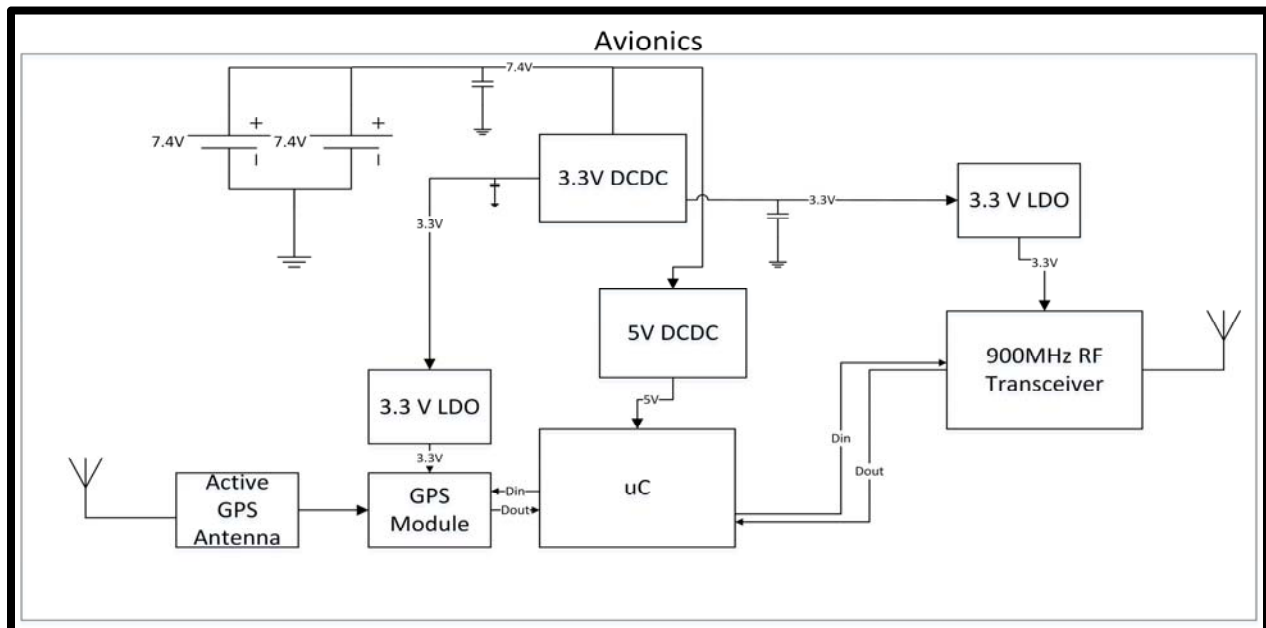 Avionics
7.4V
7.4V
+
7.4V
+
3.3V DCDC
3.3V
3.3V
3.3 V LDO
3.3V
5V DCDC
5V
900MHz RF
Transceiver
3.3 V LDO
3.3V
Din
Dout
Active
GPS
Antenna
GPS
Module
Din
Dout
uC